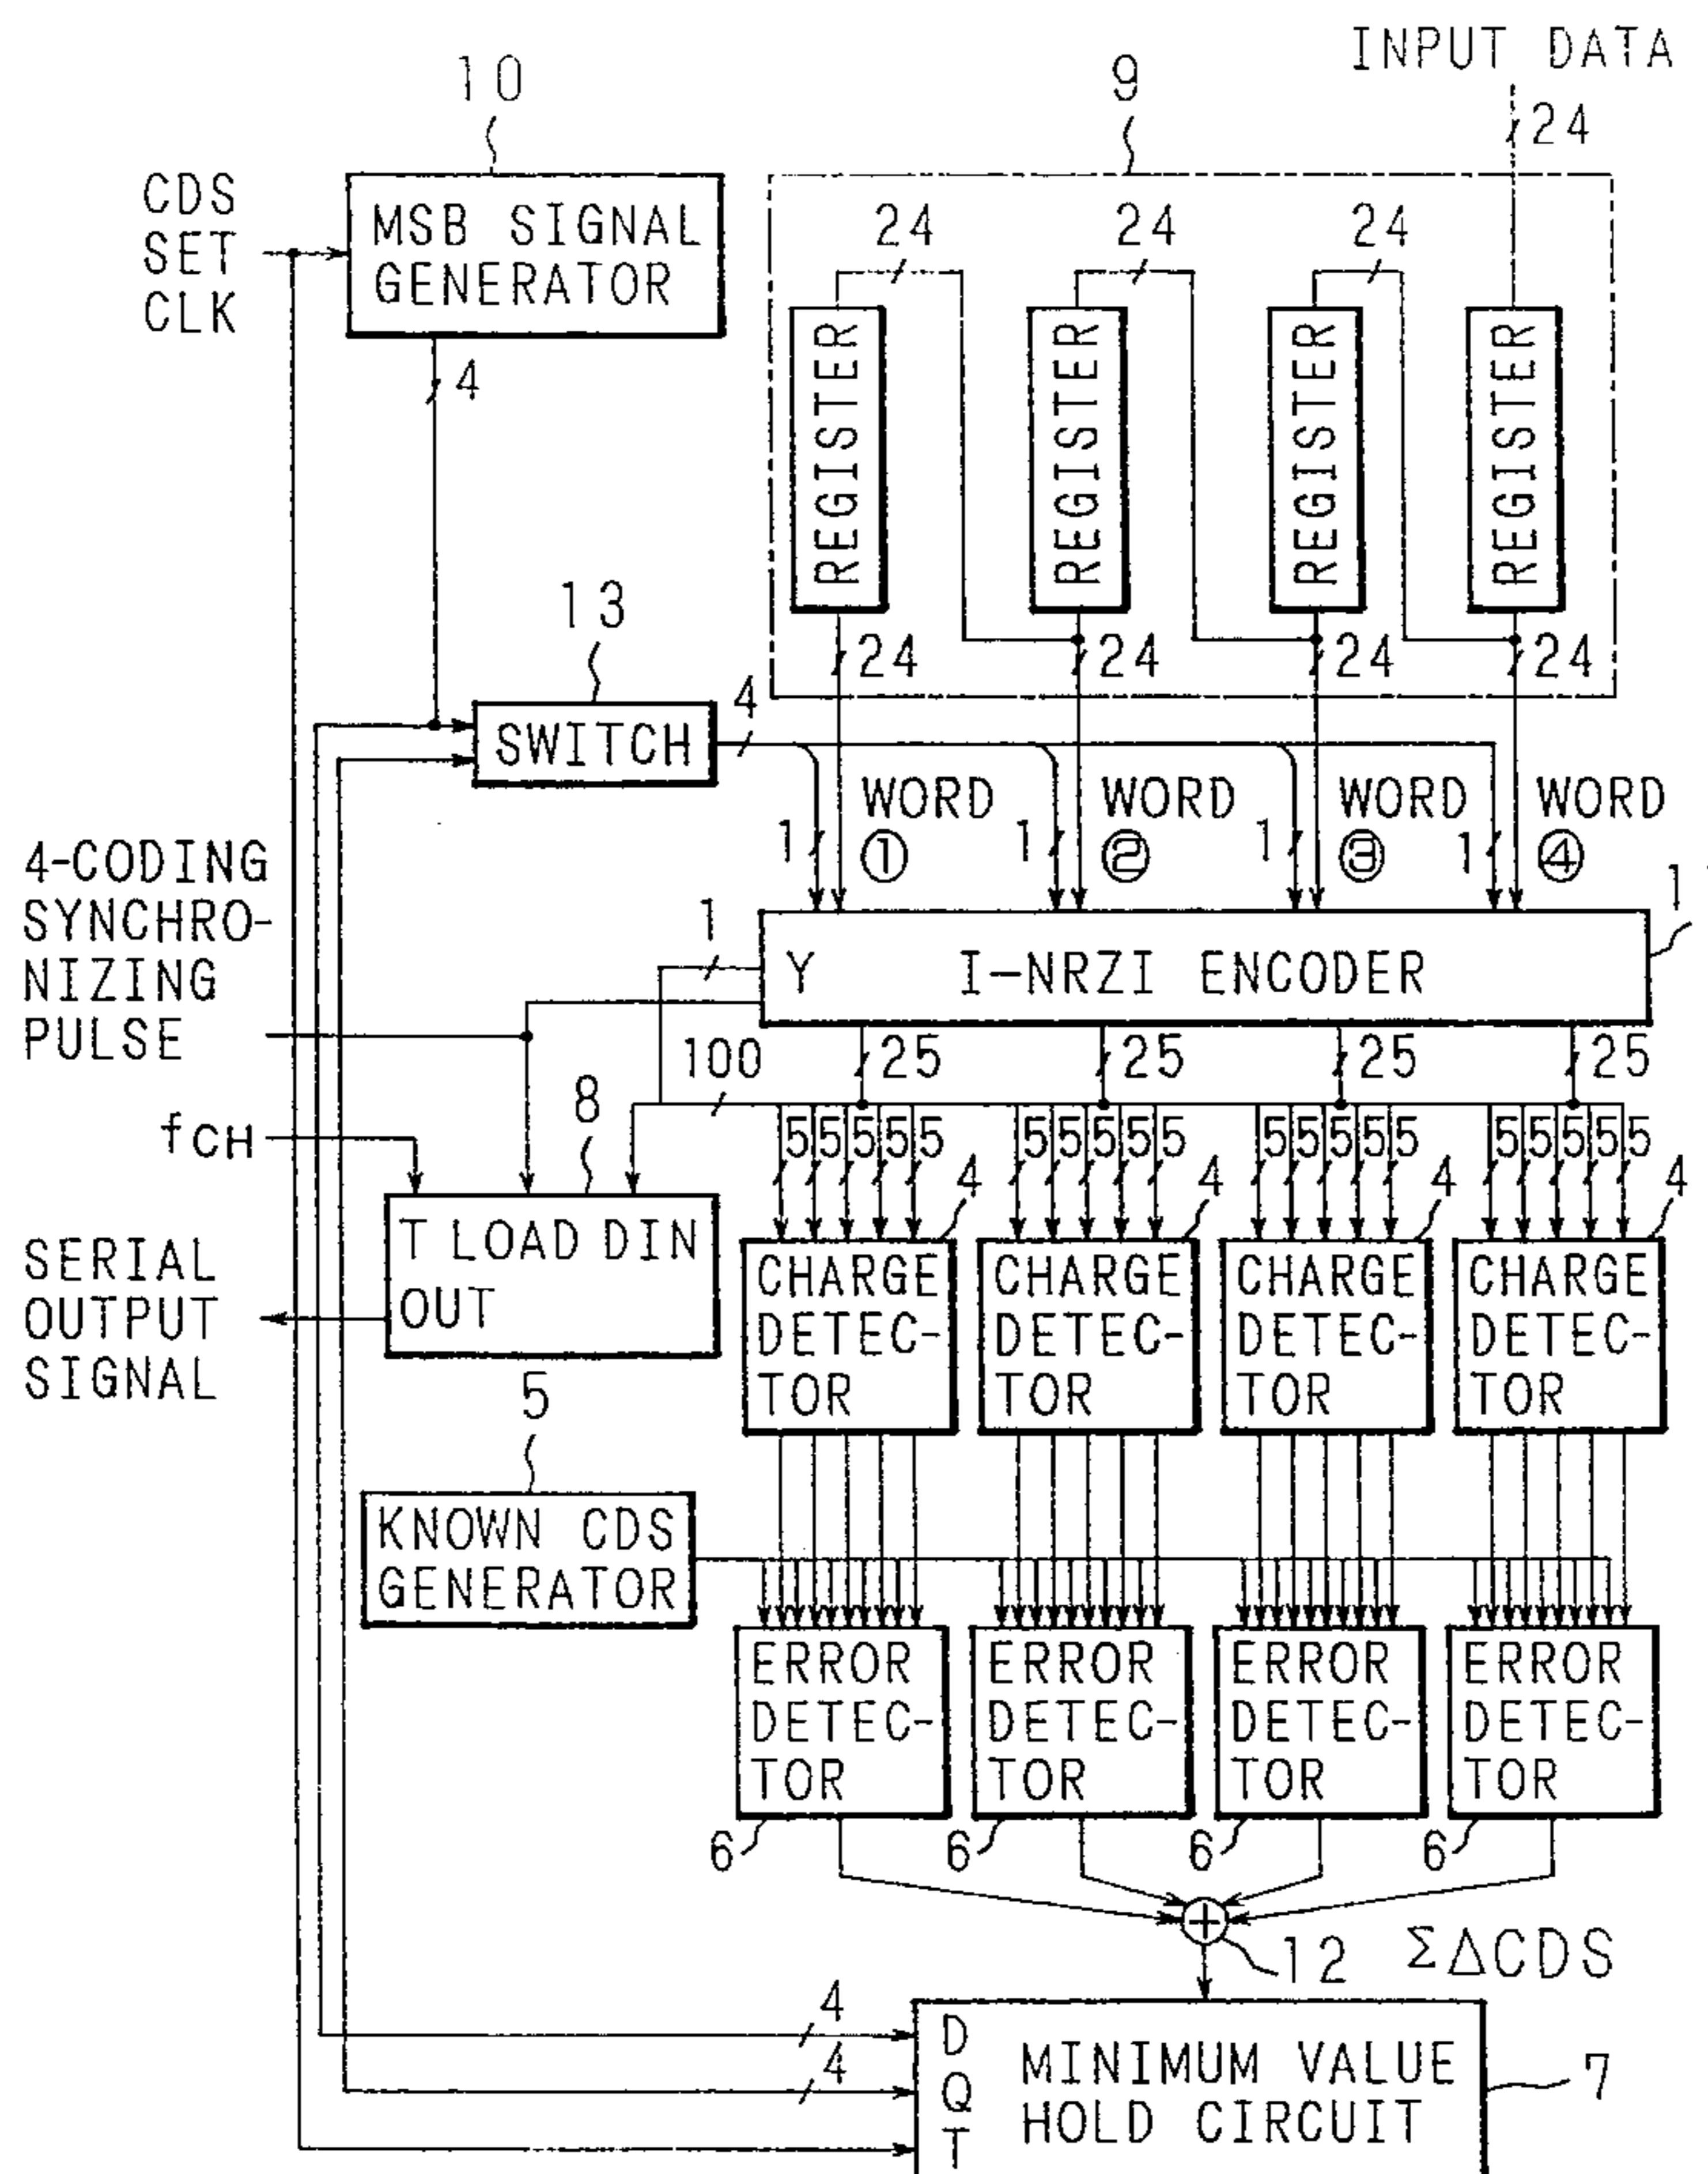 INPUT DATA
10
9
24
CDS
SET
CLK
MSB SIGNAL
GENERATOR
24
24
24
4
REGISTER
REGISTER
REGISTER
REGISTER
13
24
24
24
24
4
SWITCH
WORD
①
WORD
②
WORD
③
WORD
④
1
1
1
1
4-CODING
SYNCHRO-
NIZING
PULSE
1
Y I-NRZI ENCODER
100
25
25
25
25
fCH
8
5 5 5 5 5
5 5 5 5 5
5 5 5 5 5
5 5 5 5 5
4
4
4
4
T LOAD DIN
OUT
SERIAL
OUTPUT
SIGNAL
CHARGE
DETEC-
TOR
CHARGE
DETEC-
TOR
CHARGE
DETEC-
TOR
CHARGE
DETEC-
TOR
5
KNOWN CDS
GENERATOR
ERROR
DETEC-
TOR
ERROR
DETEC-
TOR
ERROR
DETEC-
TOR
ERROR
DETEC-
TOR
6
6
6
6
12
ΣΔCDS
4
4
D
Q
T
MINIMUM VALUE
HOLD CIRCUIT
7